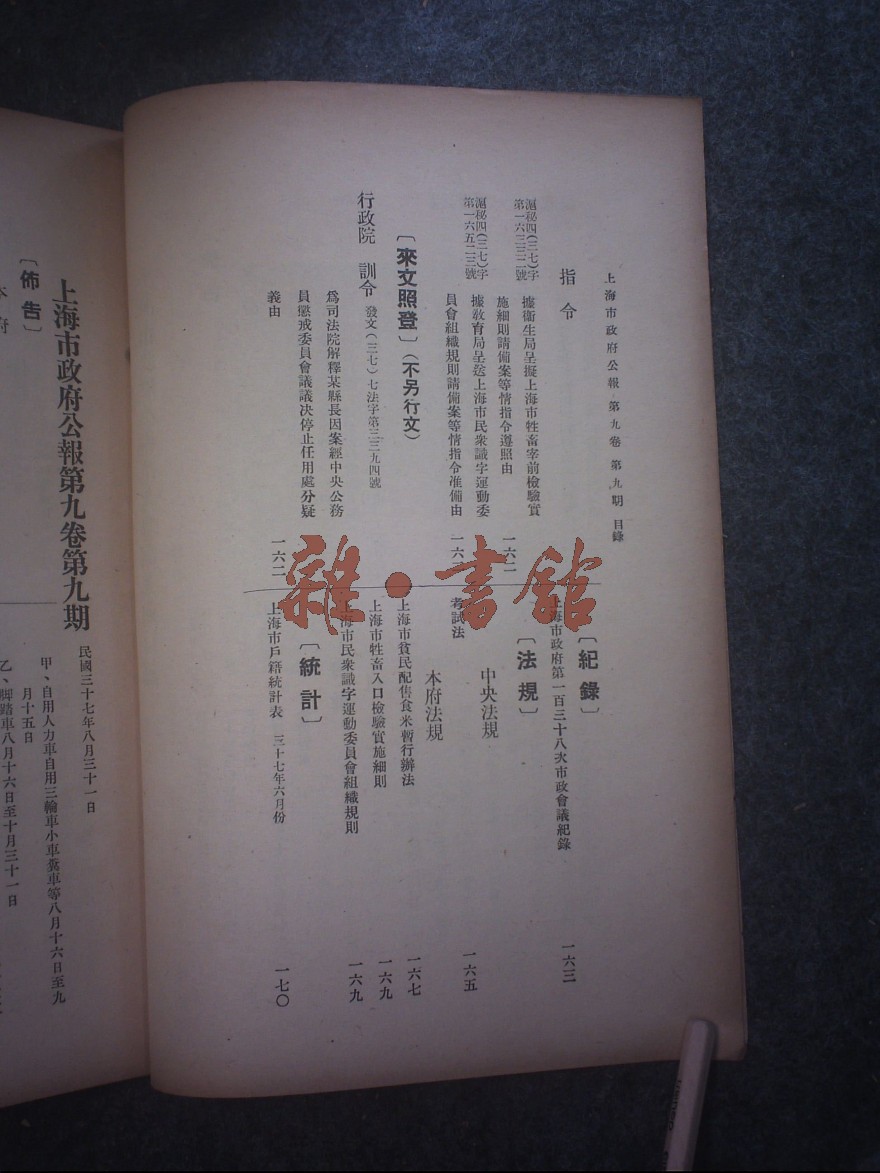 上海市政府公報 第九卷 第九期 目錄
指令
滬秘四(三七)字
第一六三三二號
據衛生局呈擬上海市牲畜宰前檢驗實
施細則請備案等情指令遵照由
滬秘四(三七)字
第一六五二三號
據教育局呈送上海市民衆識字運動委
員會組織規則請備案等情指令准備由
〔來文照登〕(不另行文)
行政院 訓令 發文(三七)七法字第三三九四號
爲司法院解釋某縣長因案經中央公務
員懲戒委員會議議決停止任用處分疑
義由
一六二
〔紀錄〕
上海市政府第一百三十八次市政會議紀錄 一六三
〔法規〕
中央法規
考試法 一六五
本府法規
上海市貧民配售食米暫行辦法 一六七
上海市牲畜入口檢驗實施細則 一六九
上海市民衆識字運動委員會組織規則 一六九
〔統計〕
上海市戶籍統計表 三十七年六月份 一七〇
雜·書館
上海市政府公報第九卷第九期
民國三十七年八月三十一日
〔佈告〕
本府
甲、自用人力車自用三輪車小車糞車等八月十六日至九
月十五日
乙、脚踏車八月十六日至十月三十一日